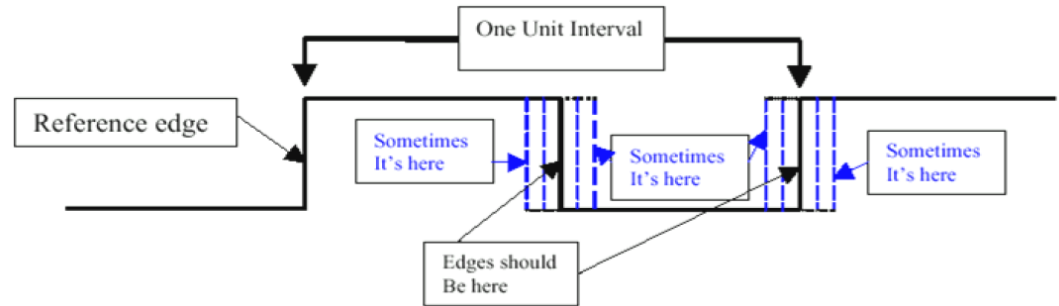 One Unit Interval
Reference edge
Sometimes
It's here
Sometimes
It's here
Sometimes
It's here
Edges should
Be here